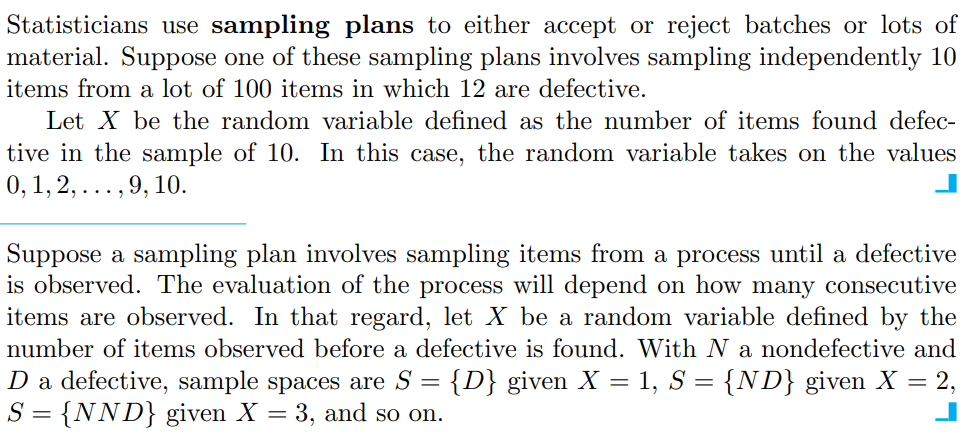 Statisticians use sampling plans to either accept or reject batches or lots of
material. Suppose one of these sampling plans involves sampling independently 10
items from a lot of 100 items in which 12 are defective.
Let X be the random variable defined as the number of items found defec-
tive in the sample of 10. In this case, the random variable takes on the values
0, 1, 2, . . . , 9, 10.
Suppose a sampling plan involves sampling items from a process until a defective
is observed. The evaluation of the process will depend on how many consecutive
items are observed. In that regard, let X be a random variable defined by the
number of items observed before a defective is found. With N a nondefective and
D a defective, sample spaces are S = {D} given X = 1, S = {ND} given X = 2,
S = {NND} given X = 3, and so on.